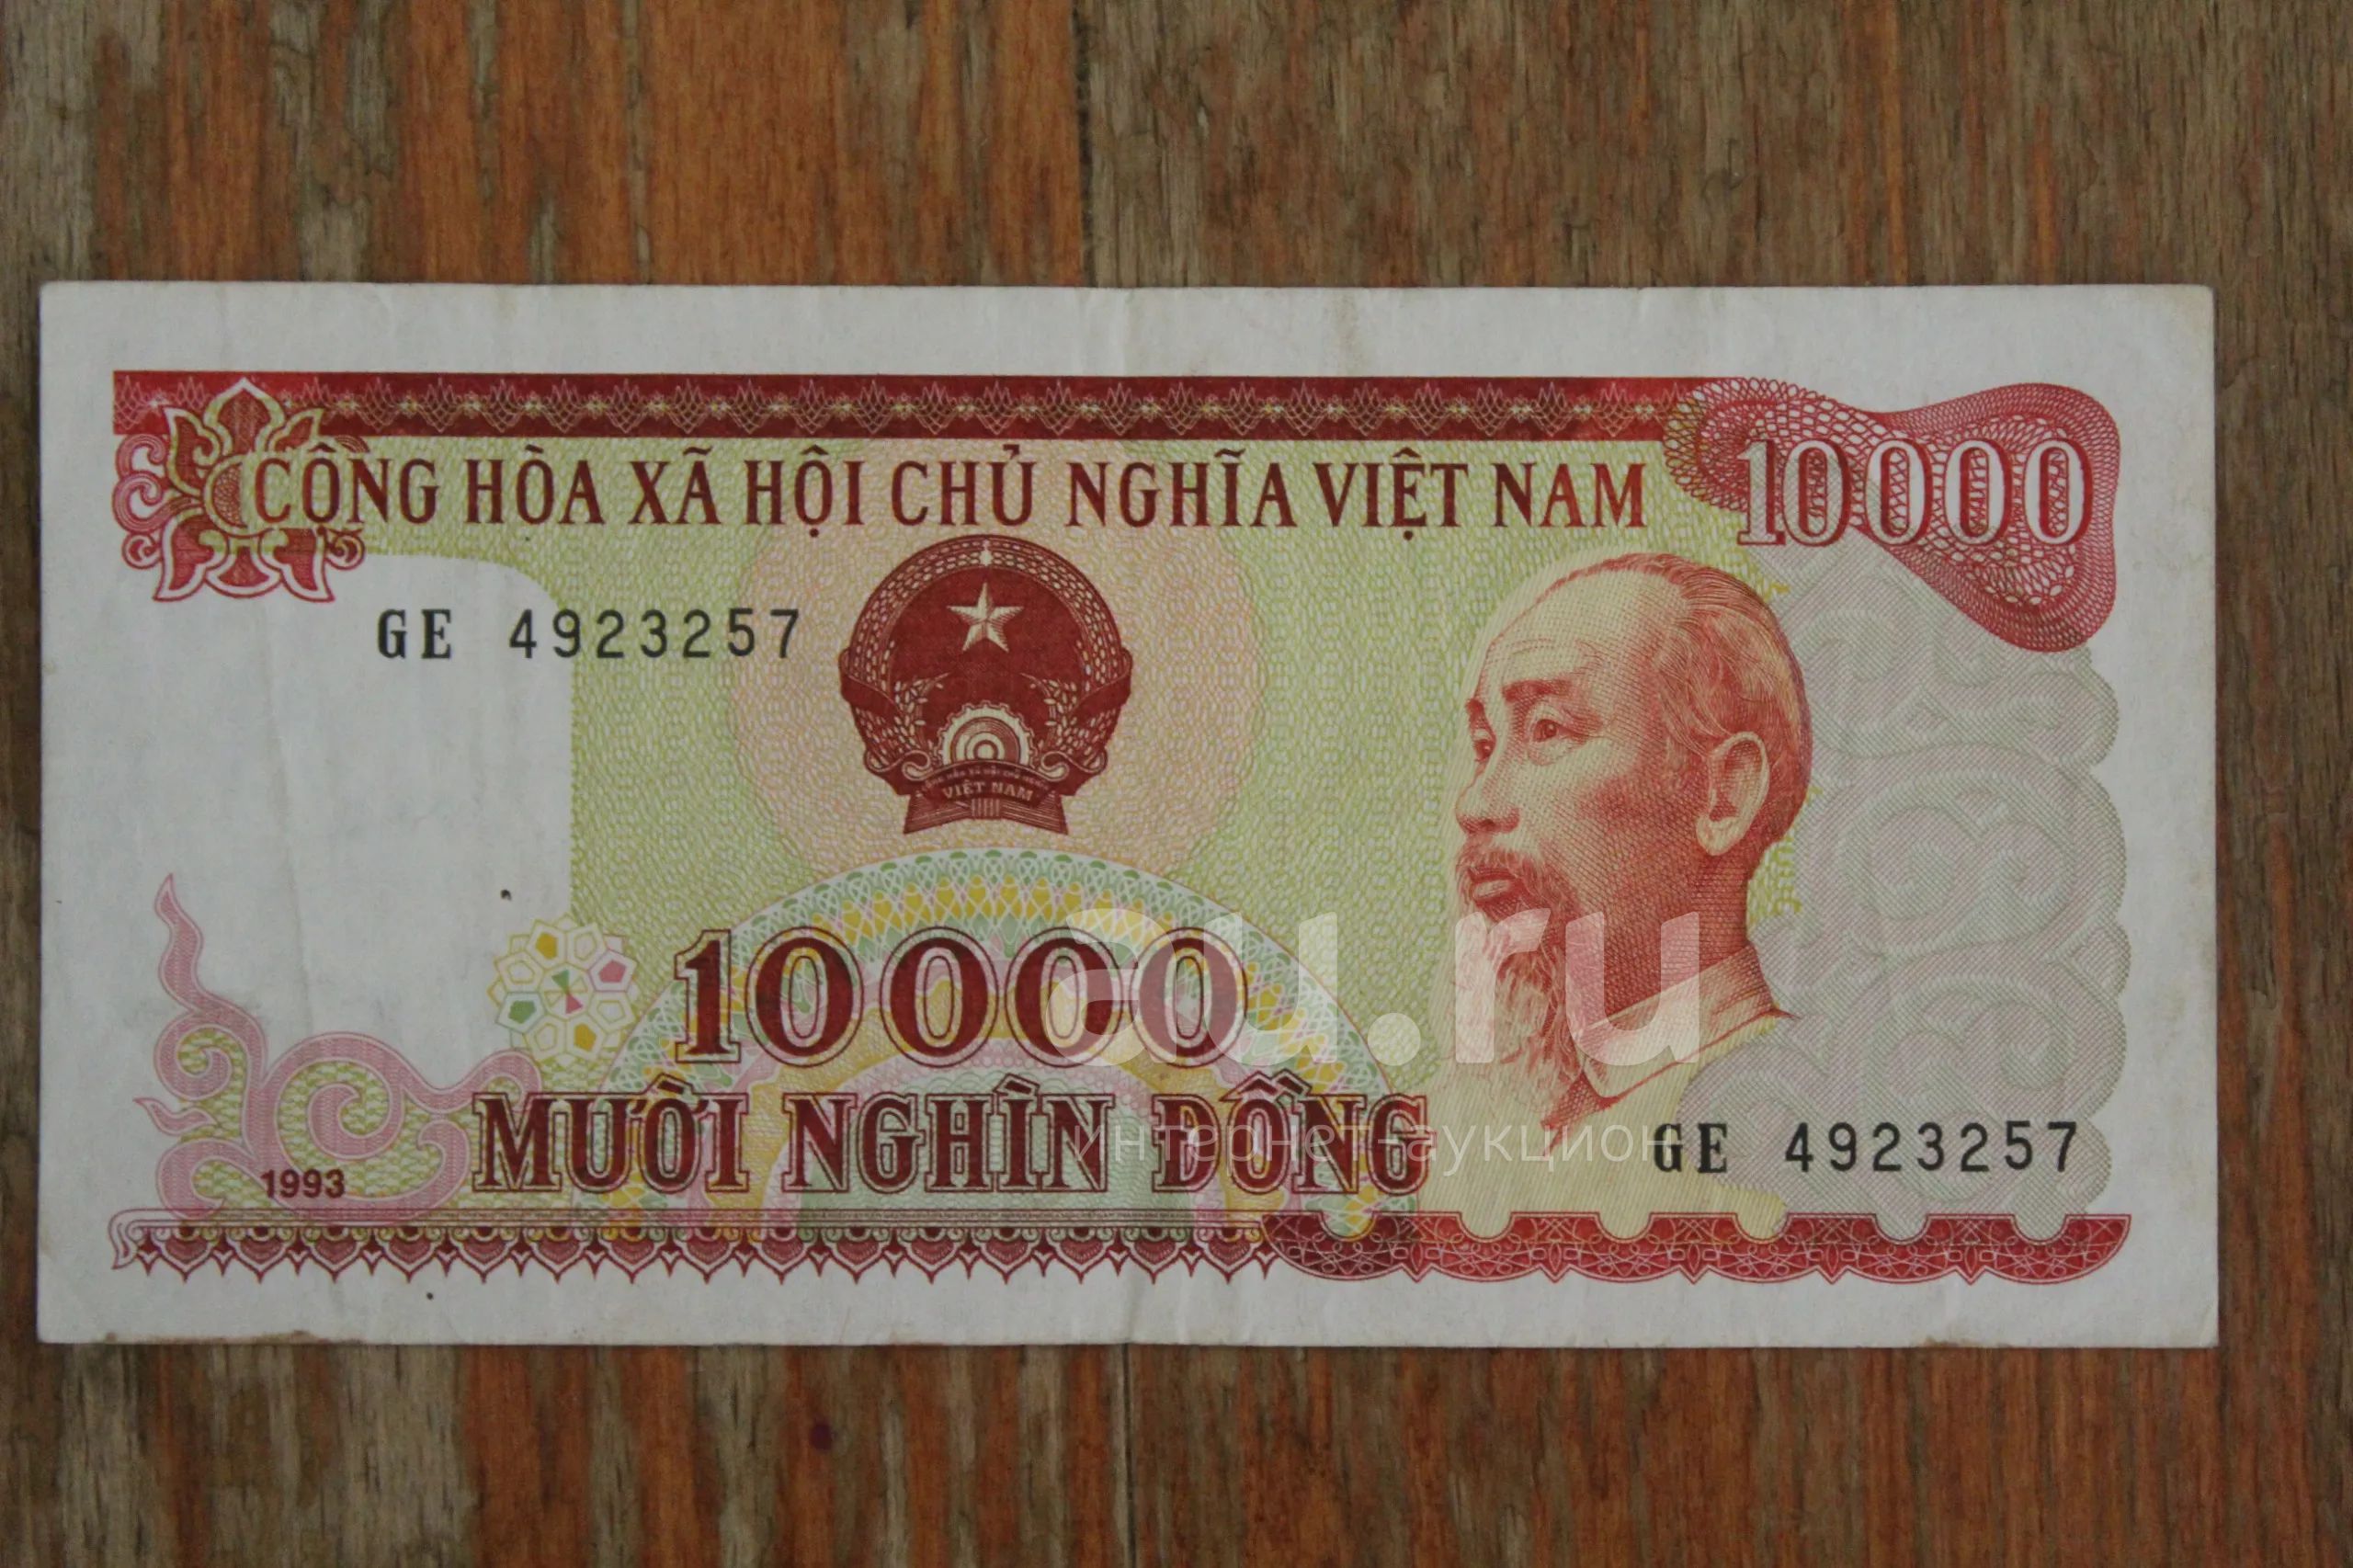 CỘNG HÒA XÃ HỘI CHỦ NGHĨA VIỆT NAM
10000
GE 4923257
VIỆT NAM
10000
au.ru
MƯỜI NGHÌN ĐỒNG
интернет-аукцион
GE 4923257
1993